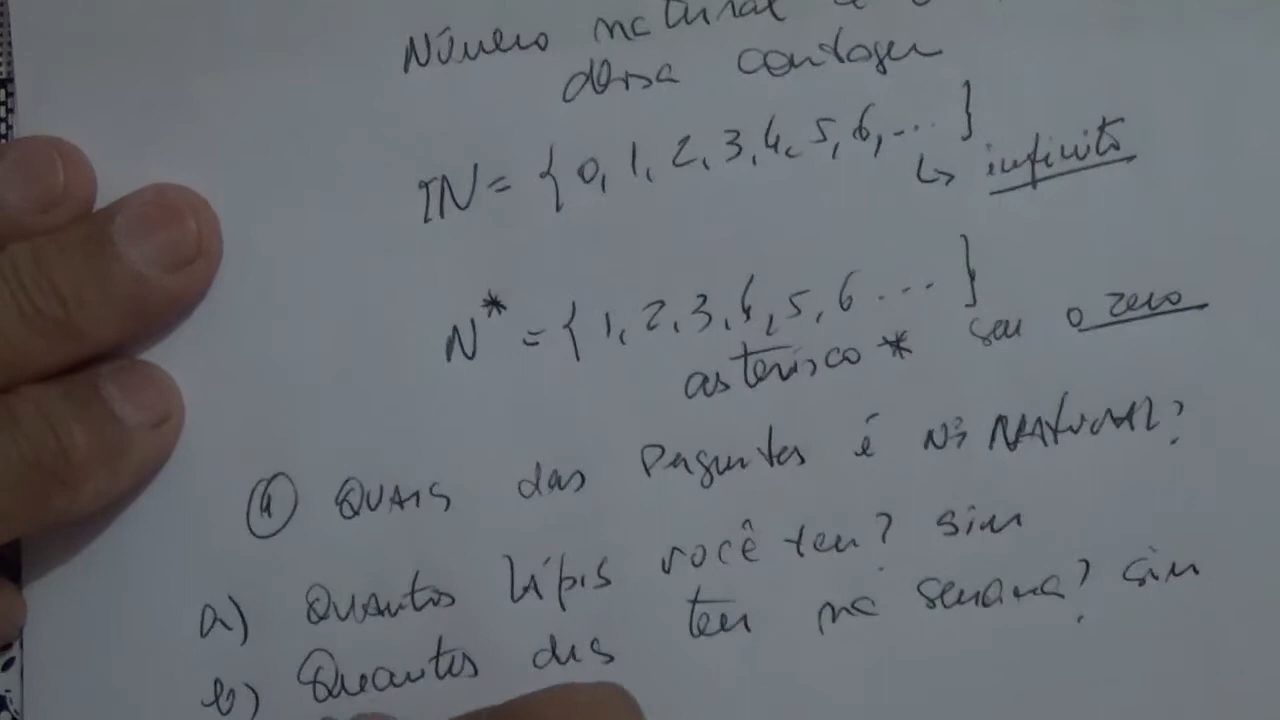 Número natural é
dessa contagem
IN = { 0, 1, 2, 3, 4, 5, 6, ... }
↳ infinito
N* = { 1, 2, 3, 4, 5, 6 ... }
asterisco * sem o zero
① QUAIS das Perguntas é Nº NATURAL?
a) Quantos lápis você tem? sim
b) Quantos dias tem na semana? sim